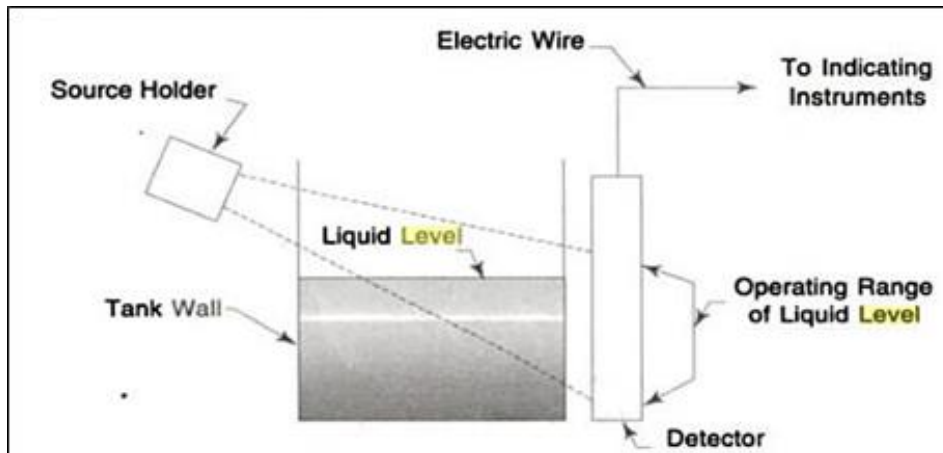 Electric Wire
To Indicating
Instruments
Source Holder
Liquid Level
Tank Wall
Operating Range
of Liquid Level
Detector